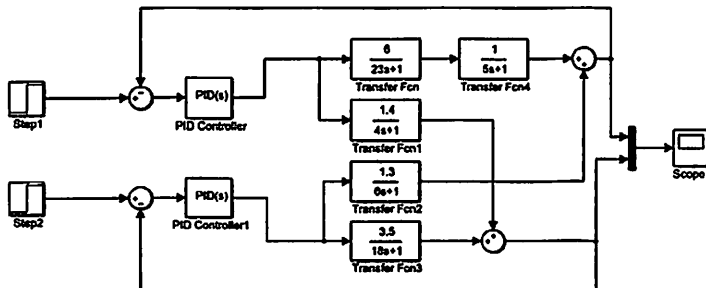 Step1
PID(s)
PID Controller
6
23s+1
Transfer Fcn
1
5s+1
Transfer Fcn4
1.4
4s+1
Transfer Fcn1
Scope
Step2
PID(s)
PID Controller1
1.3
6s+1
Transfer Fcn2
3.5
18s+1
Transfer Fcn3